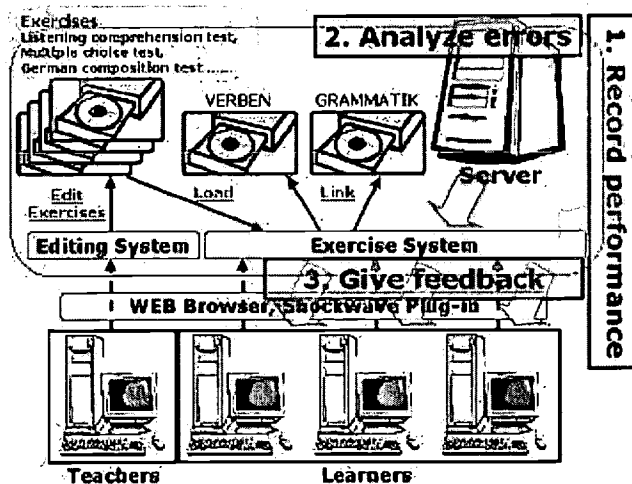 Exercises
Listening comprehension test,
Multiple choice test,
German composition test ......
2. Analyze errors
1. Record performance
VERBEN
GRAMMATIK
Server
Edit
Exercises
Load
Link
Editing System
Exercise System
3. Give feedback
WEB Browser, Shockwave Plug-in
Teachers
Learners